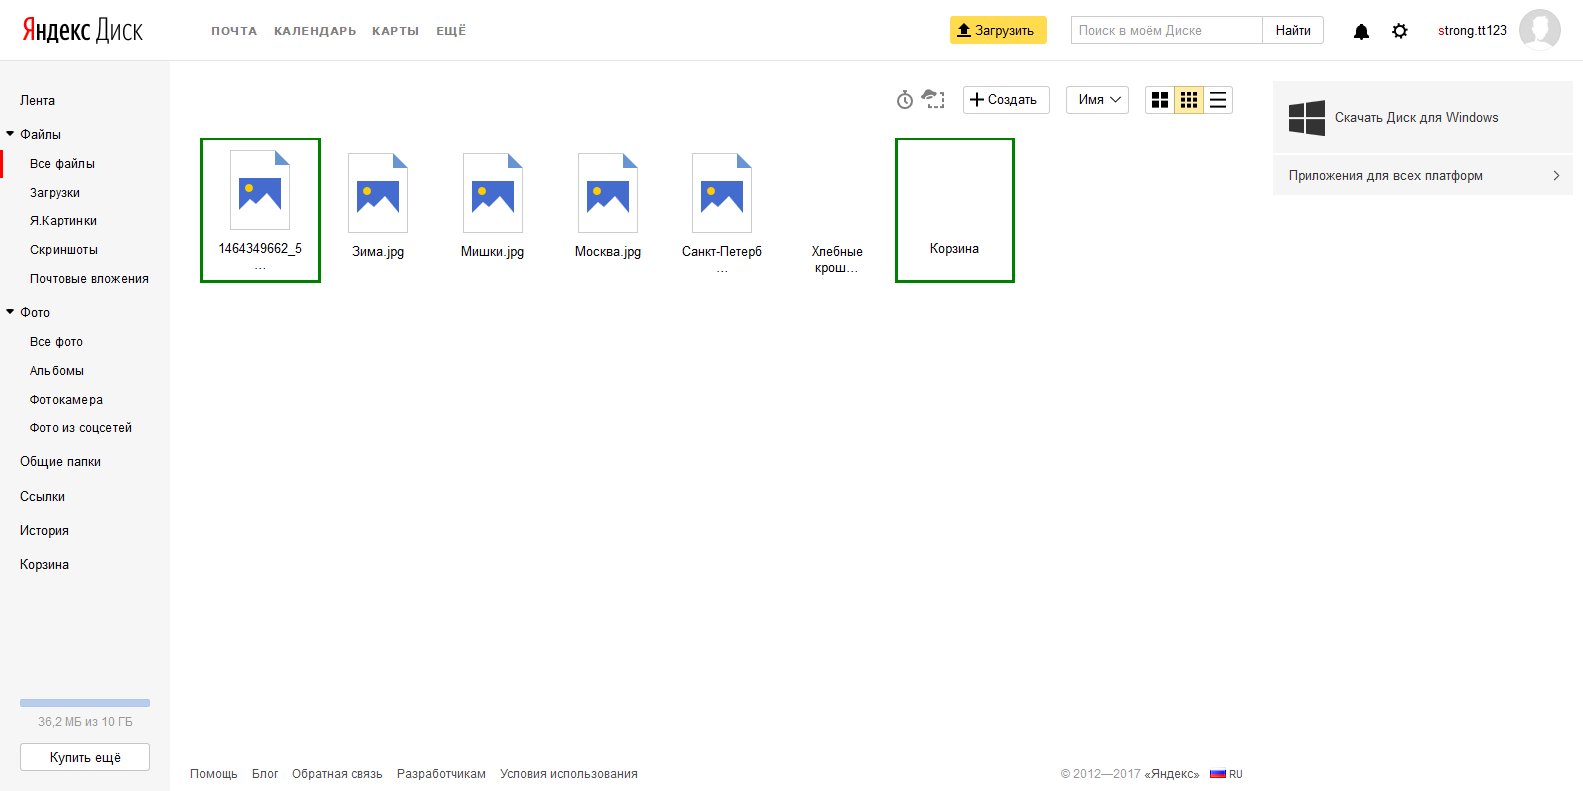 Яндекс Диск
ПОЧТА КАЛЕНДАРЬ КАРТЫ ЕЩЁ
Загрузить
Поиск в моём Диске
Найти
strong.tt123
Лента
Файлы
Все файлы
Загрузки
Я.Картинки
Скриншоты
Почтовые вложения
Фото
Все фото
Альбомы
Фотокамера
Фото из соцсетей
Общие папки
Ссылки
История
Корзина
36,2 МБ из 10 ГБ
Купить ещё
Создать
Имя
1464349662_5
...
Зима.jpg
Мишки.jpg
Москва.jpg
Санкт-Петерб
...
Хлебные
крош...
Корзина
Скачать Диск для Windows
Приложения для всех платформ
Помощь Блог Обратная связь Разработчикам Условия использования
© 2012—2017 «Яндекс» RU